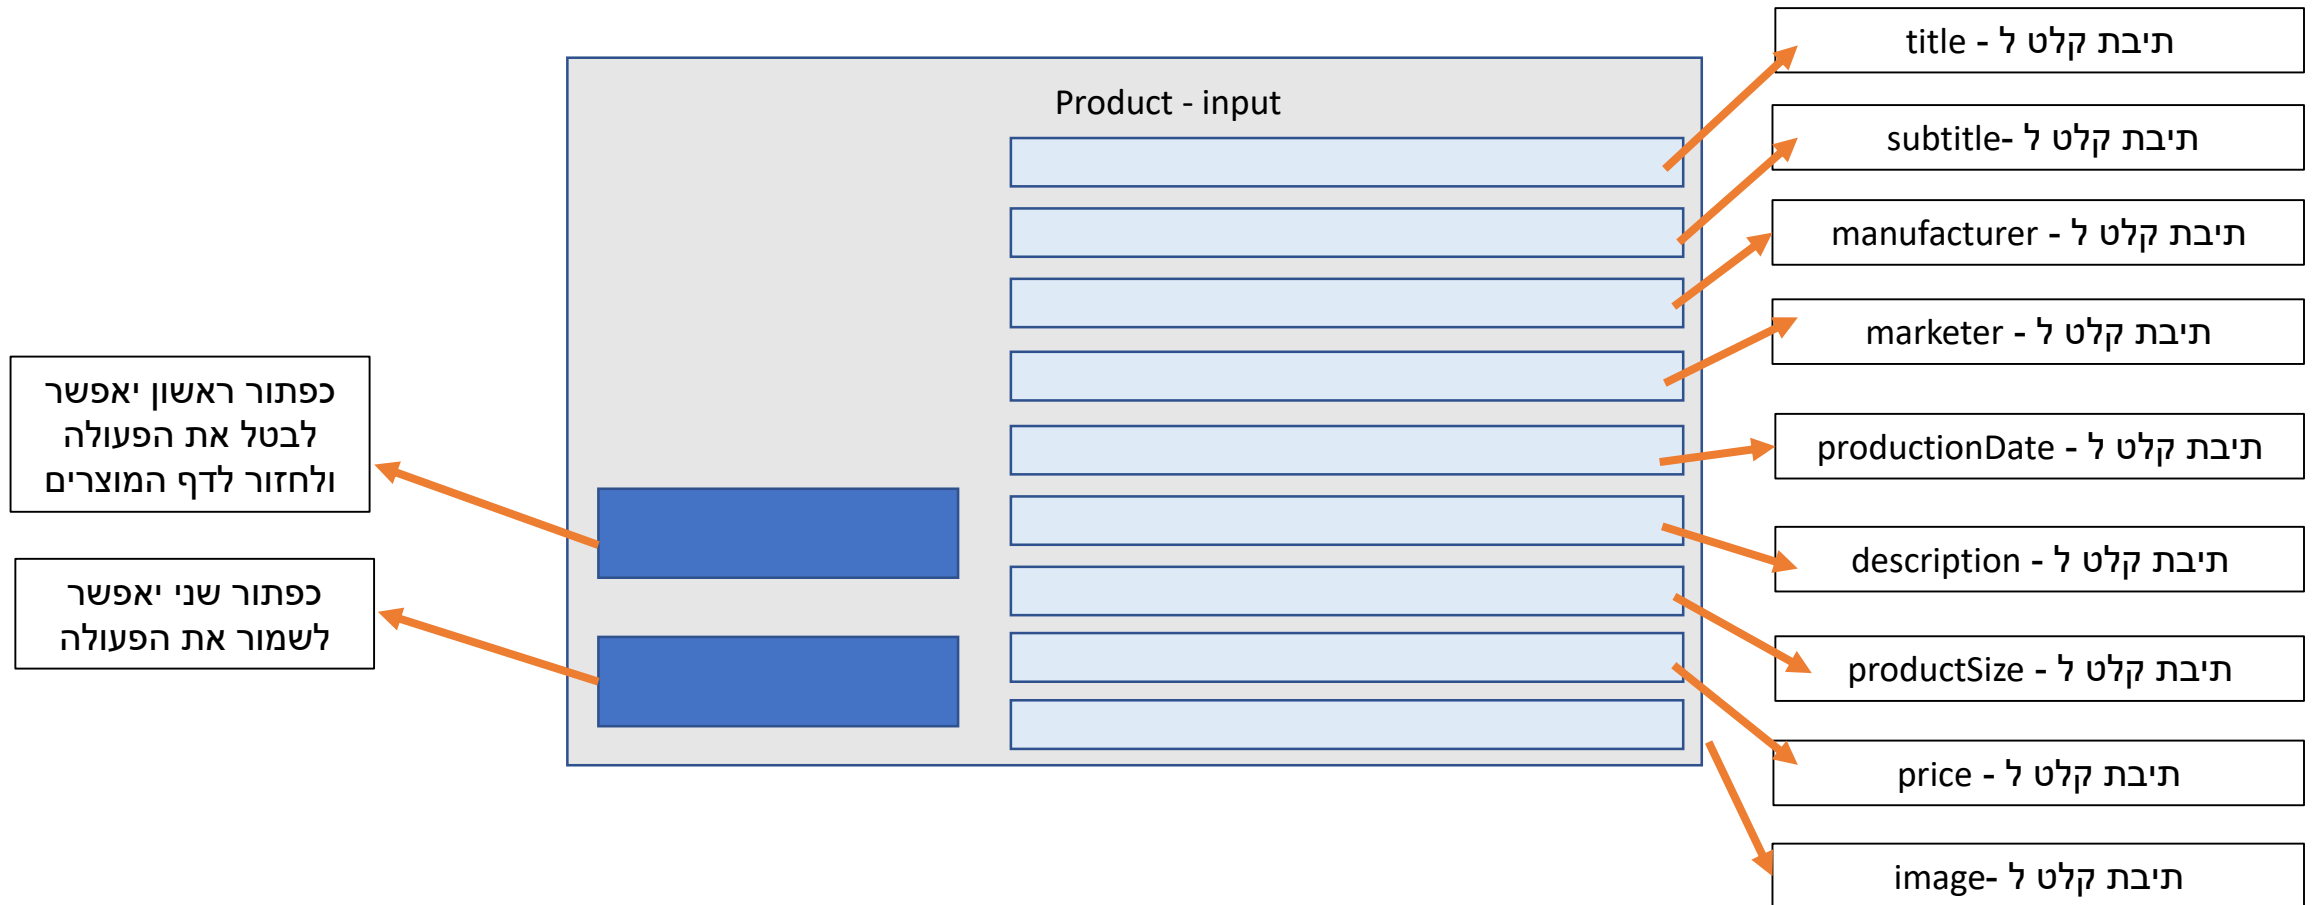 Product - input
תיבת קלט ל - title
תיבת קלט ל -subtitle
תיבת קלט ל - manufacturer
תיבת קלט ל - marketer
תיבת קלט ל - productionDate
תיבת קלט ל - description
תיבת קלט ל - productSize
תיבת קלט ל - price
תיבת קלט ל -image
כפתור ראשון יאפשר
לבטל את הפעולה
ולחזור לדף המוצרים
כפתור שני יאפשר
לשמור את הפעולה